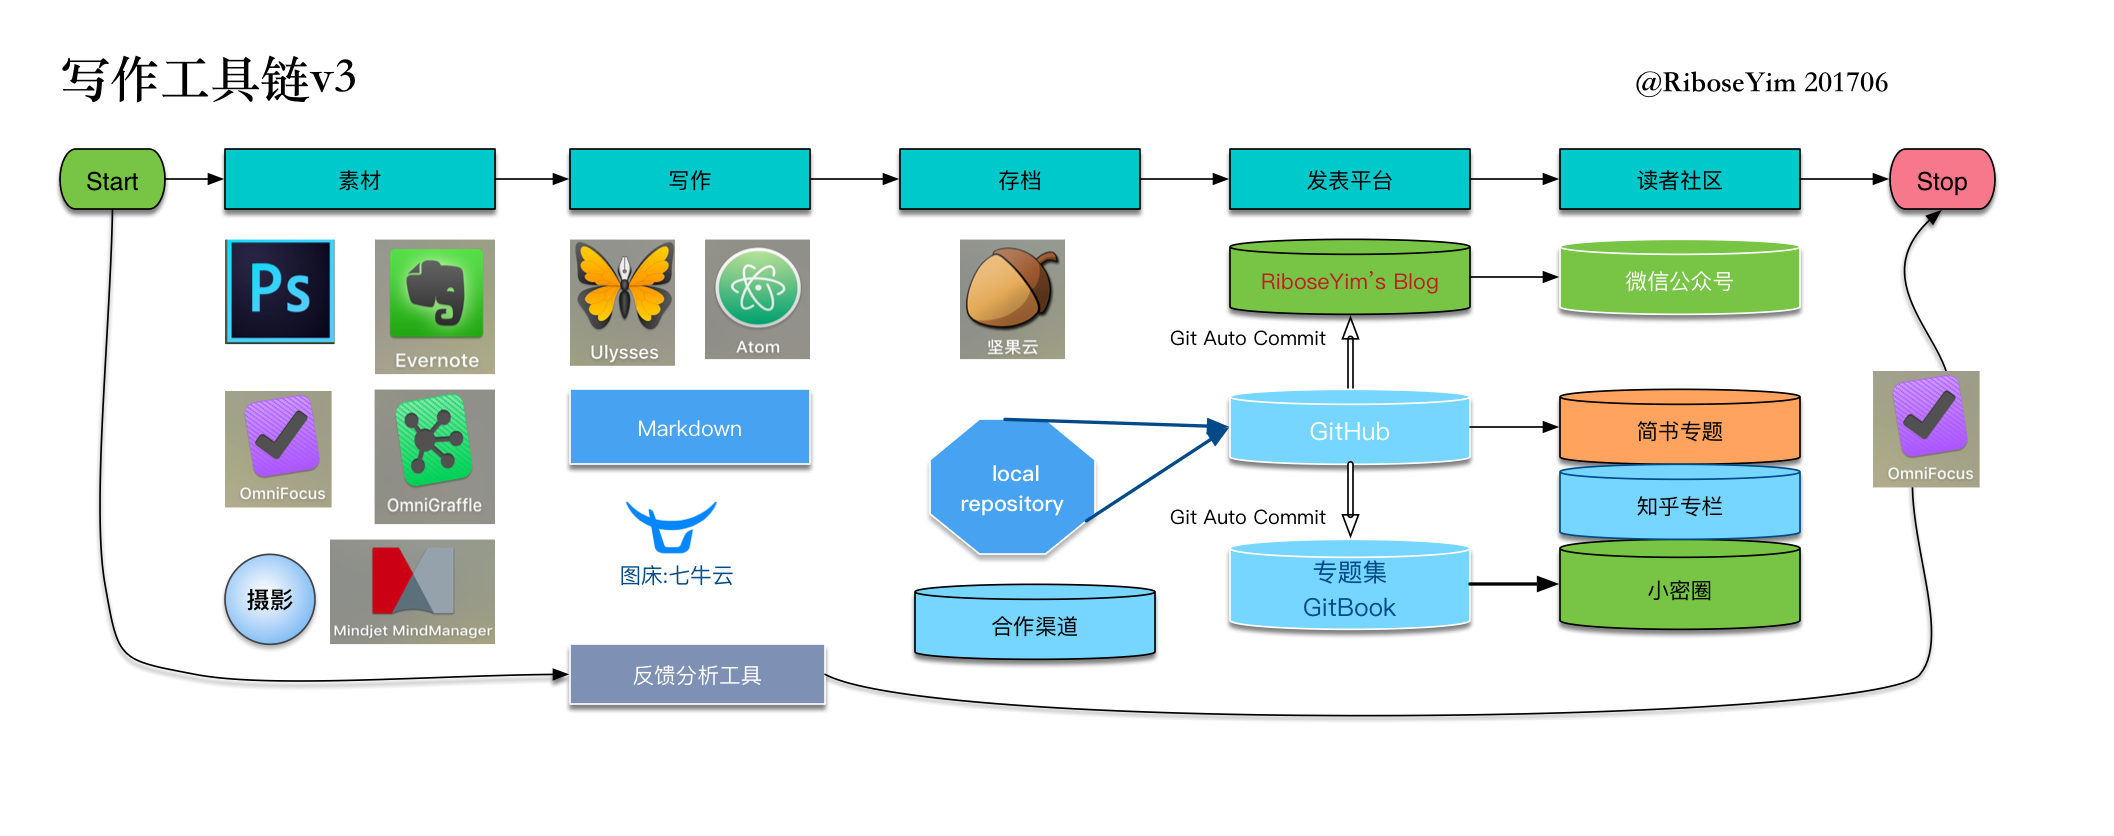 写作工具链v3
@RiboseYim 201706
Start
素材
写作
存档
发表平台
读者社区
Stop
Ps
Evernote
Ulysses
Atom
坚果云
RiboseYim's Blog
微信公众号
Git Auto Commit
OmniFocus
OmniGraffle
Markdown
local
repository
GitHub
简书专题
知乎专栏
OmniFocus
Git Auto Commit
图床:七牛云
摄影
Mindjet MindManager
合作渠道
专题集
GitBook
小密圈
反馈分析工具